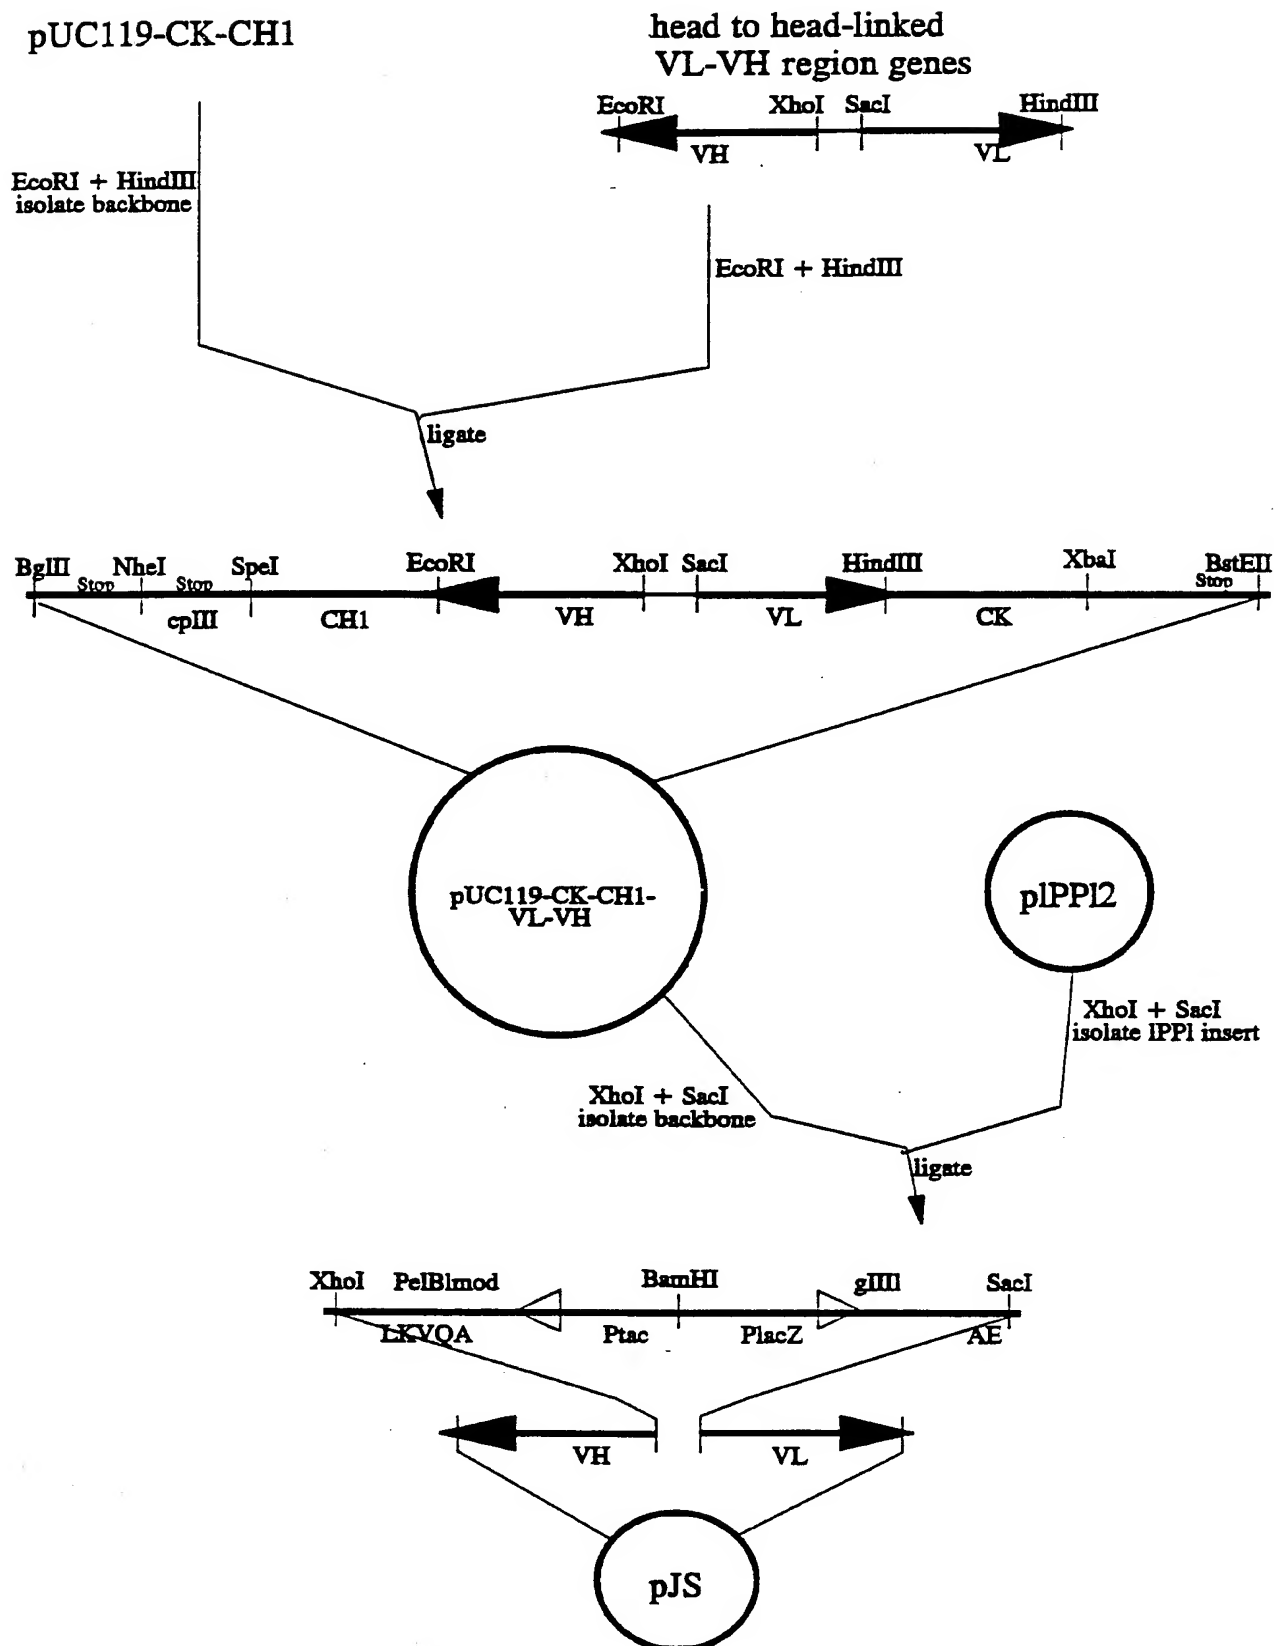 pUC119-CK-CH1
head to head-linked
VL-VH region genes
EcoRI XhoI SacI HindIII
VH VL
EcoRI + HindIII
isolate backbone
EcoRI + HindIII
ligate
BglII NheI SpeI EcoRI XhoI SacI HindIII XbaI BstEII
Stop Stop Stop
cpIII CH1 VH VL CK
pUC119-CK-CH1-
VL-VH
plPPl2
XhoI + SacI
isolate lPPl insert
XhoI + SacI
isolate backbone
ligate
XhoI PelBlmod BamHI gIIIl SacI
LKVQA Ptac PlacZ AE
VH VL
pJS